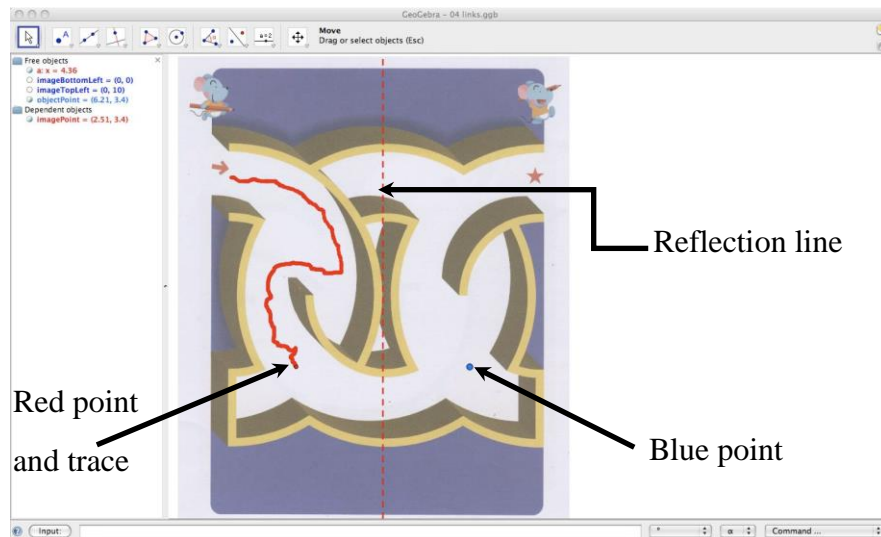 GeoGebra – 04 links.ggb
a=2
Move
Drag or select objects (Esc)
Free objects
a: x = 4.36
imageBottomLeft = (0, 0)
imageTopLeft = (0, 10)
objectPoint = (6.21, 3.4)
Dependent objects
imagePoint = (2.51, 3.4)
Reflection line
Red point
and trace
Blue point
Input:
°
α
Command ...